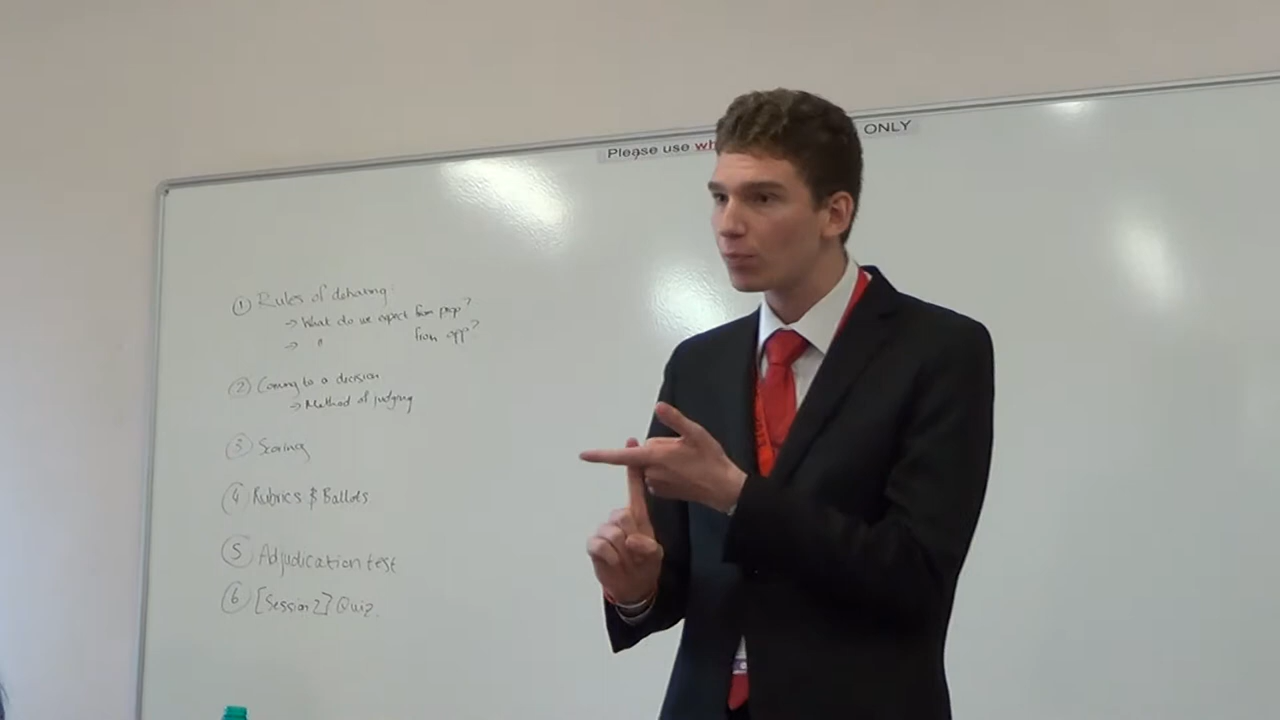 Please use wh
ONLY
① Rules of debating:
→ What do we expect from prop?
→ " from opp?
② Coming to a decision
→ Method of judging
③ Scoring
④ Rubrics & Ballots
⑤ Adjudication test
⑥ [Session 2] Quiz.